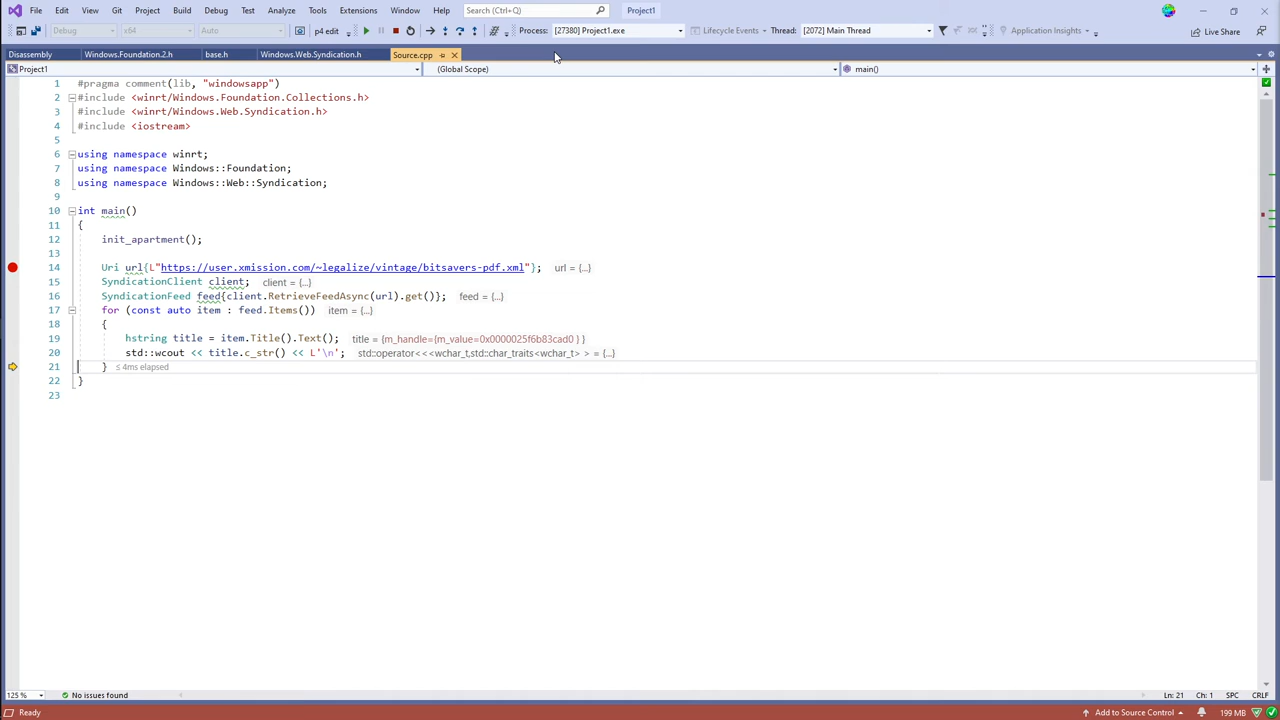 File Edit View Git Project Build Debug Test Analyze Tools Extensions Window Help Search (Ctrl+Q) Project1
Debug x64 Auto p4 edit Process: [27380] Project1.exe Lifecycle Events Thread: [2072] Main Thread Application Insights Live Share
Disassembly Windows.Foundation.2.h base.h Windows.Web.Syndication.h Source.cpp
Project1 (Global Scope) main()
1 #pragma comment(lib, "windowsapp")
2 #include <winrt/Windows.Foundation.Collections.h>
3 #include <winrt/Windows.Web.Syndication.h>
4 #include <iostream>
5
6 using namespace winrt;
7 using namespace Windows::Foundation;
8 using namespace Windows::Web::Syndication;
9
10 int main()
11 {
12 init_apartment();
13
14 Uri url{L"https://user.xmission.com/~legalize/vintage/bitsavers-pdf.xml"}; url = {...}
15 SyndicationClient client; client = {...}
16 SyndicationFeed feed{client.RetrieveFeedAsync(url).get()}; feed = {...}
17 for (const auto item : feed.Items()) item = {...}
18 {
19 hstring title = item.Title().Text(); title = {m_handle={m_value=0x0000025f6b83cad0 } }
20 std::wcout << title.c_str() << L'\n'; std::operator<<<wchar_t,std::char_traits<wchar_t> > = {...}
21 } ≤ 4ms elapsed
22 }
23
125 % No issues found Ln: 21 Ch: 1 SPC CRLF
Ready Add to Source Control 199 MB